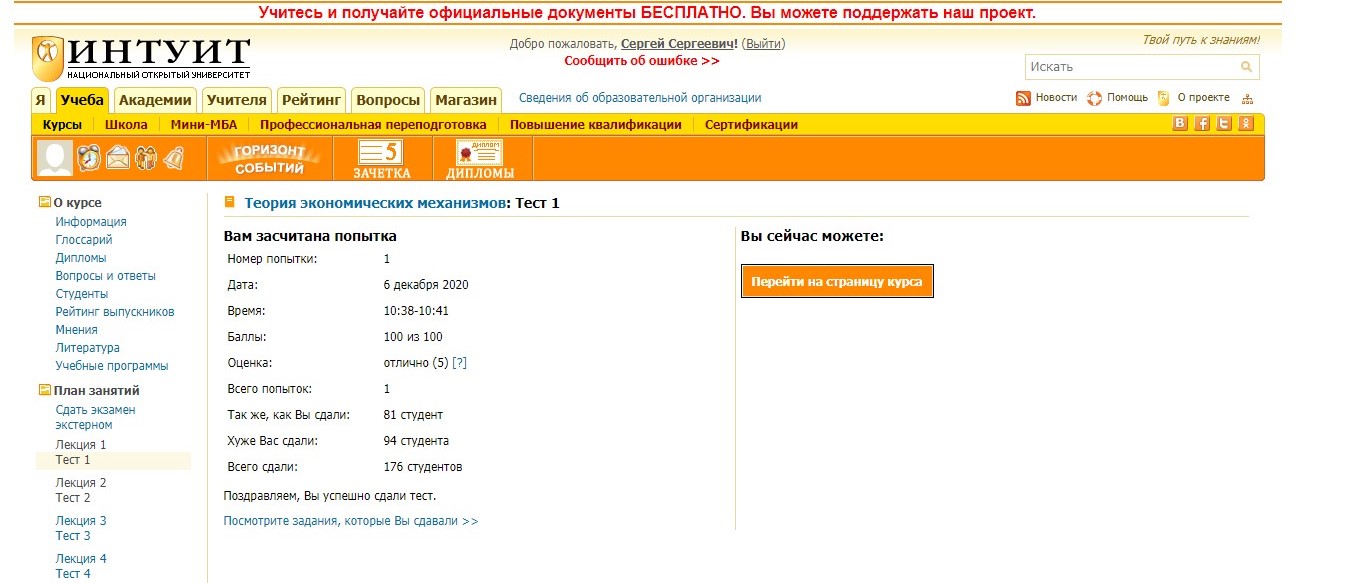 Учитесь и получайте официальные документы БЕСПЛАТНО. Вы можете поддержать наш проект.
ИНТУИТ
НАЦИОНАЛЬНЫЙ ОТКРЫТЫЙ УНИВЕРСИТЕТ
Добро пожаловать, Сергей Сергеевич! (Выйти)
Сообщить об ошибке >>
Твой путь к знаниям!
Искать
Я Учеба Академии Учителя Рейтинг Вопросы Магазин Сведения об образовательной организации
Новости Помощь О проекте
Курсы Школа Мини-МБА Профессиональная переподготовка Повышение квалификации Сертификации
ГОРИЗОНТ
СОБЫТИЙ
5
ЗАЧЕТКА
ДИПЛОМ
ДИПЛОМЫ
О курсе
Информация
Глоссарий
Дипломы
Вопросы и ответы
Студенты
Рейтинг выпускников
Мнения
Литература
Учебные программы
План занятий
Сдать экзамен
экстерном
Лекция 1
Тест 1
Лекция 2
Тест 2
Лекция 3
Тест 3
Лекция 4
Тест 4
Теория экономических механизмов: Тест 1
Вам засчитана попытка
Номер попытки: 1
Дата: 6 декабря 2020
Время: 10:38-10:41
Баллы: 100 из 100
Оценка: отлично (5) [?]
Всего попыток: 1
Так же, как Вы сдали: 81 студент
Хуже Вас сдали: 94 студента
Всего сдали: 176 студентов
Поздравляем, Вы успешно сдали тест.
Посмотрите задания, которые Вы сдавали >>
Вы сейчас можете:
Перейти на страницу курса